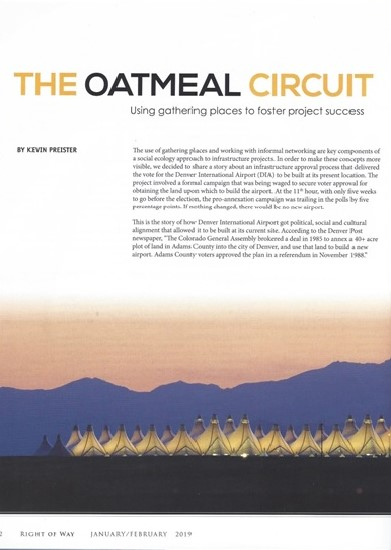 THE OATMEAL CIRCUIT
Using gathering places to foster project success
BY KEVIN PREISTER
The use of gathering places and working with informal networking are key components of
a social ecology approach to infrastructure projects. In order to make these concepts more
visible, we decided to share a story about an infrastructure approval process that delivered
the vote for the Denver International Airport (DIA) to be built at its present location. The
project involved a formal campaign that was being waged to secure voter approval for
obtaining the land upon which to build the airport. At the 11th hour, with only five weeks
to go before the election, the pro-annexation campaign was trailing in the polls by five
percentage points. If nothing changed, there would be no new airport.
This is the story of how Denver International Airport got political, social and cultural
alignment that allowed it to be built at its current site. According to the Denver Post
newspaper, "The Colorado General Assembly brokered a deal in 1985 to annex a 40+ acre
plot of land in Adams County into the city of Denver, and use that land to build a new
airport. Adams County voters approved the plan in a referendum in November 1988."
2 RIGHT OF WAY JANUARY/FEBRUARY 2019